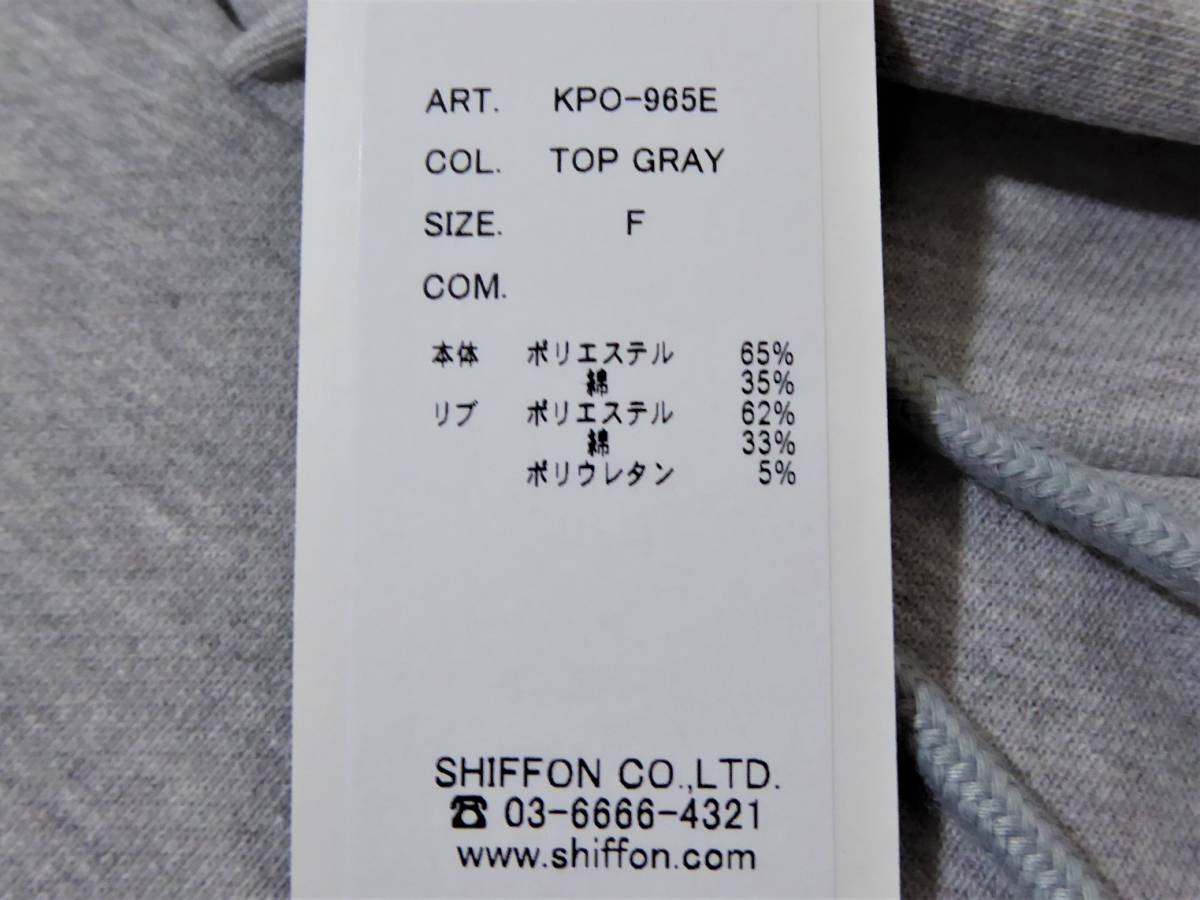 ART. KPO-965E
COL. TOP GRAY
SIZE. F
COM.
本体 ポリエステル 65%
綿 35%
リブ ポリエステル 62%
綿 33%
ポリウレタン 5%
SHIFFON CO.,LTD.
☎ 03-6666-4321
www.shiffon.com